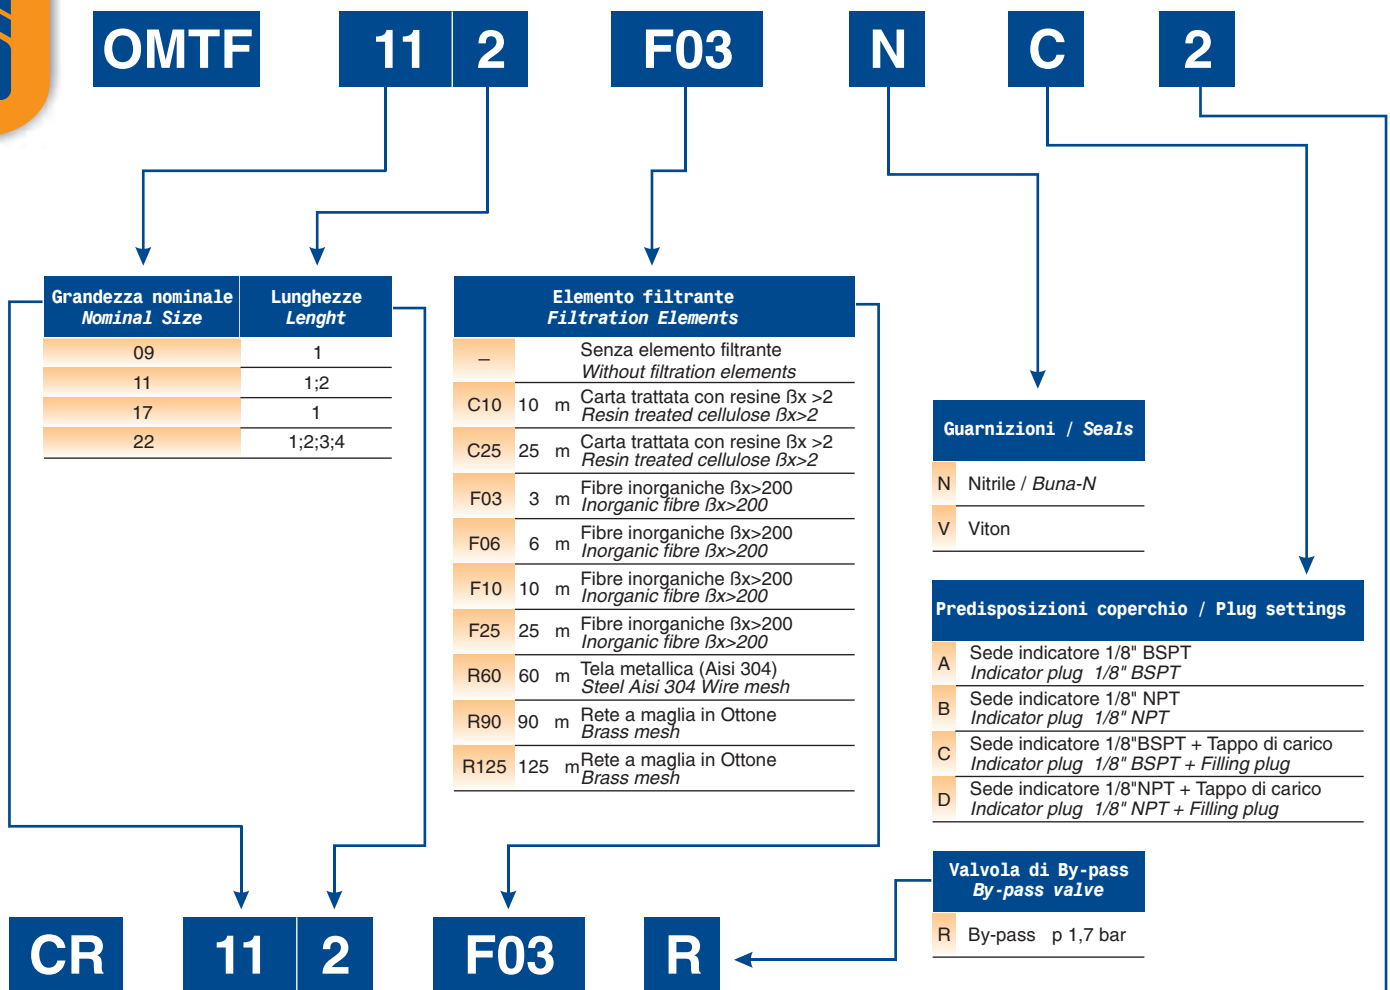 OMTF 11 2 F03 N C 2
Grandezza nominale
Nominal Size
Lunghezze
Lenght
09 1
11 1;2
17 1
22 1;2;3;4
Elemento filtrante
Filtration Elements
– Senza elemento filtrante
Without filtration elements
C10 10 m Carta trattata con resine ßx >2
Resin treated cellulose ßx>2
C25 25 m Carta trattata con resine ßx >2
Resin treated cellulose ßx>2
F03 3 m Fibre inorganiche ßx>200
Inorganic fibre ßx>200
F06 6 m Fibre inorganiche ßx>200
Inorganic fibre ßx>200
F10 10 m Fibre inorganiche ßx>200
Inorganic fibre ßx>200
F25 25 m Fibre inorganiche ßx>200
Inorganic fibre ßx>200
R60 60 m Tela metallica (Aisi 304)
Steel Aisi 304 Wire mesh
R90 90 m Rete a maglia in Ottone
Brass mesh
R125 125 m Rete a maglia in Ottone
Brass mesh
Guarnizioni / Seals
N Nitrile / Buna-N
V Viton
Predisposizioni coperchio / Plug settings
A Sede indicatore 1/8" BSPT
Indicator plug 1/8" BSPT
B Sede indicatore 1/8" NPT
Indicator plug 1/8" NPT
C Sede indicatore 1/8"BSPT + Tappo di carico
Indicator plug 1/8" BSPT + Filling plug
D Sede indicatore 1/8"NPT + Tappo di carico
Indicator plug 1/8" NPT + Filling plug
Valvola di By-pass
By-pass valve
R By-pass p 1,7 bar
CR 11 2 F03 R